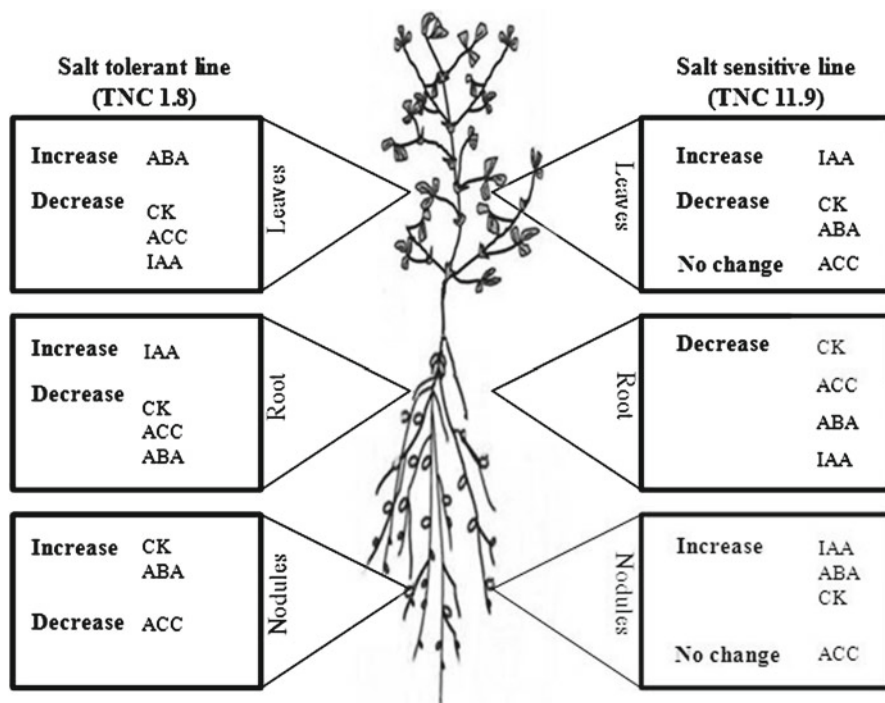 Salt tolerant line
(TNC 1.8)
Increase ABA
Decrease
CK
ACC
IAA
Leaves
Increase IAA
Decrease
CK
ACC
ABA
Root
Increase CK
ABA
Decrease ACC
Nodules
Salt sensitive line
(TNC 11.9)
Leaves
Increase IAA
Decrease CK
ABA
No change ACC
Root
Decrease CK
ACC
ABA
IAA
Nodules
Increase IAA
ABA
CK
No change ACC